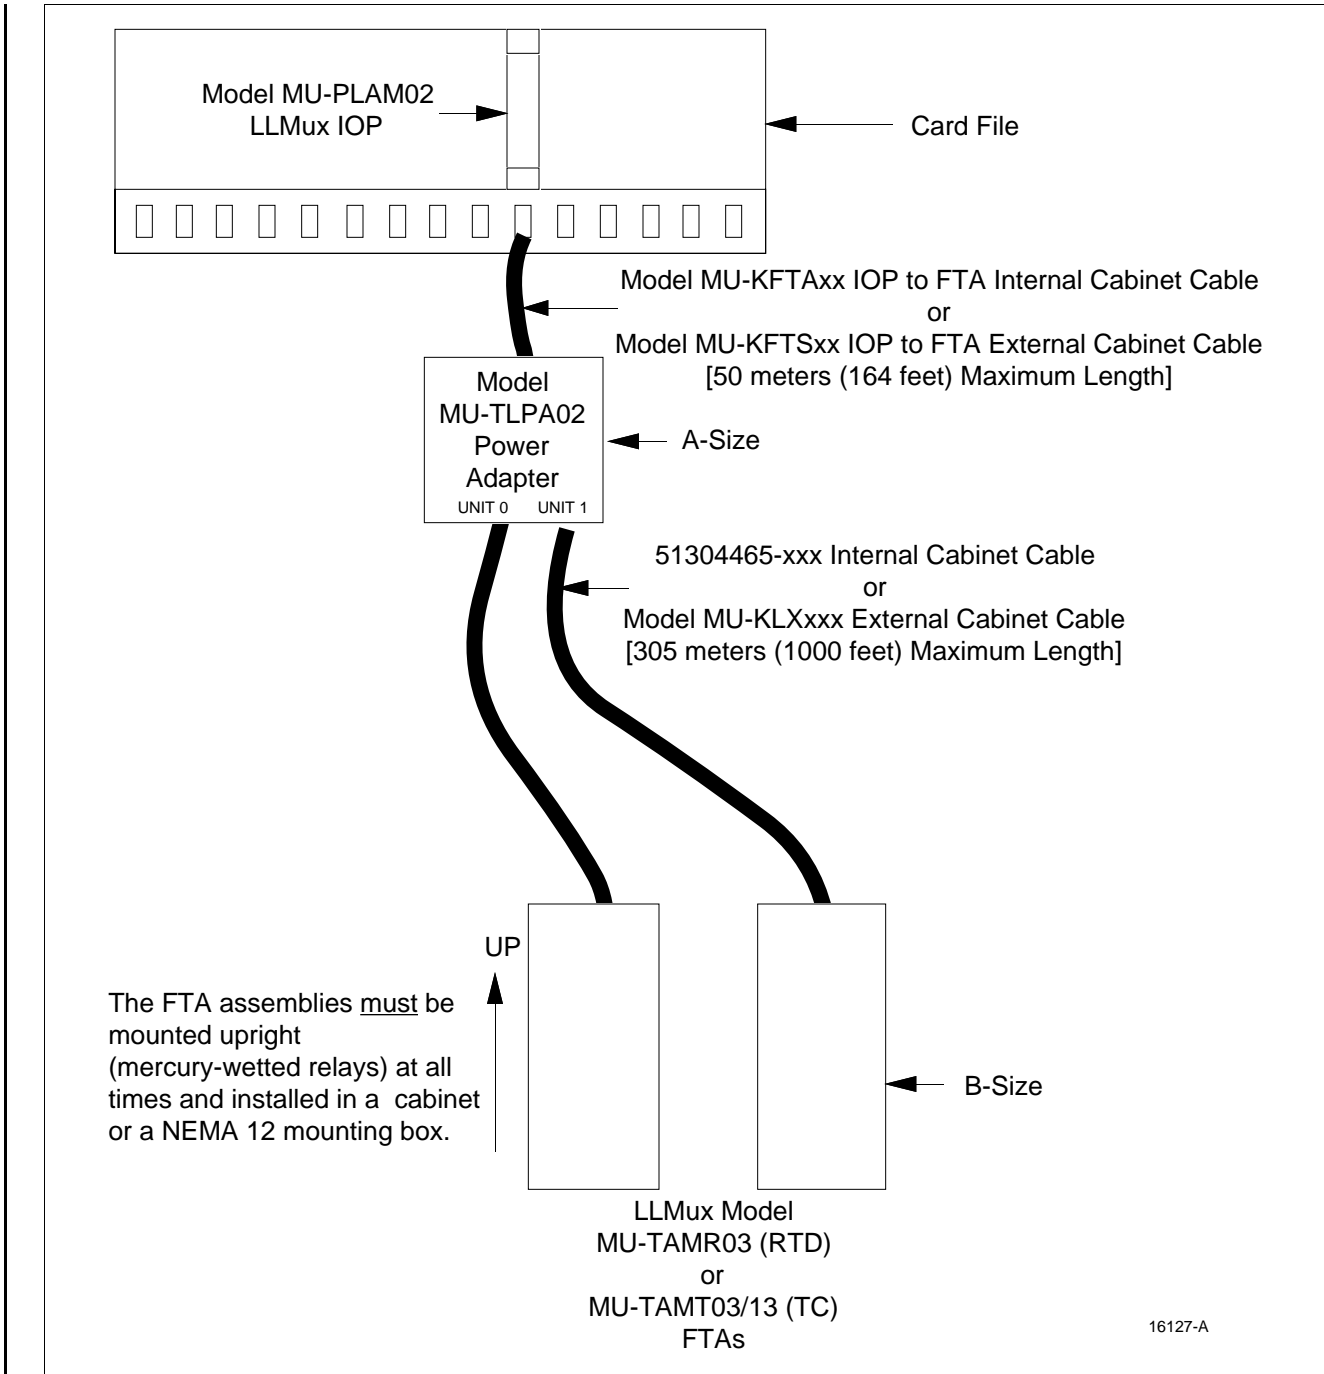 Model MU-PLAM02
LLMux IOP
Card File
Model MU-KFTAxx IOP to FTA Internal Cabinet Cable
or
Model MU-KFTSxx IOP to FTA External Cabinet Cable
[50 meters (164 feet) Maximum Length]
Model
MU-TLPA02
Power
Adapter
UNIT 0 UNIT 1
A-Size
51304465-xxx Internal Cabinet Cable
or
Model MU-KLXxxx External Cabinet Cable
[305 meters (1000 feet) Maximum Length]
UP
The FTA assemblies must be
mounted upright
(mercury-wetted relays) at all
times and installed in a cabinet
or a NEMA 12 mounting box.
B-Size
LLMux Model
MU-TAMR03 (RTD)
or
MU-TAMT03/13 (TC)
FTAs
16127-A